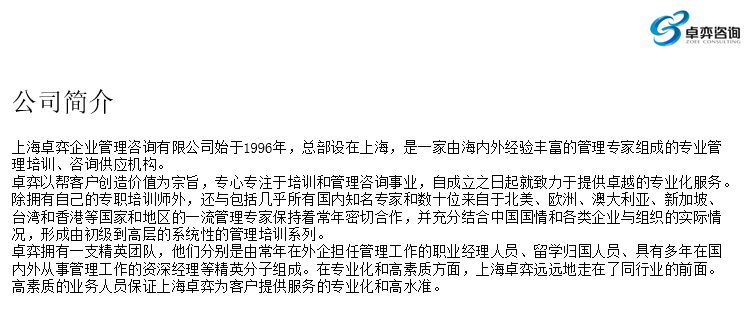 卓弈咨询
ZOEE CONSULTING
公司简介
上海卓弈企业管理咨询有限公司始于1996年，总部设在上海，是一家由海内外经验丰富的管理专家组成的专业管
理培训、咨询供应机构。
卓弈以帮客户创造价值为宗旨，专心专注于培训和管理咨询事业，自成立之日起就致力于提供卓越的专业化服务。
除拥有自己的专职培训师外，还与包括几乎所有国内知名专家和数十位来自于北美、欧洲、澳大利亚、新加坡、
台湾和香港等国家和地区的一流管理专家保持着常年密切合作，并充分结合中国国情和各类企业与组织的实际情
况，形成由初级到高层的系统性的管理培训系列。
卓弈拥有一支精英团队，他们分别是由常年在外企担任管理工作的职业经理人员、留学归国人员、具有多年在国
内外从事管理工作的资深经理等精英分子组成。在专业化和高素质方面，上海卓弈远远地走在了同行业的前面。
高素质的业务人员保证上海卓弈为客户提供服务的专业化和高水准。